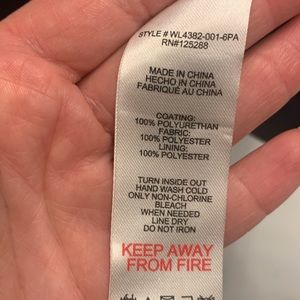 STYLE # WL4382-001-6PA
RN#125288
MADE IN CHINA
HECHO IN CHINA
FABRIQUÉ AU CHINA
COATING:
100% POLYURETHAN
FABRIC:
100% POLYESTER
LINING:
100% POLYESTER
TURN INSIDE OUT
HAND WASH COLD
ONLY NON-CHLORINE
BLEACH
WHEN NEEDED
LINE DRY
DO NOT IRON
KEEP AWAY
FROM FIRE